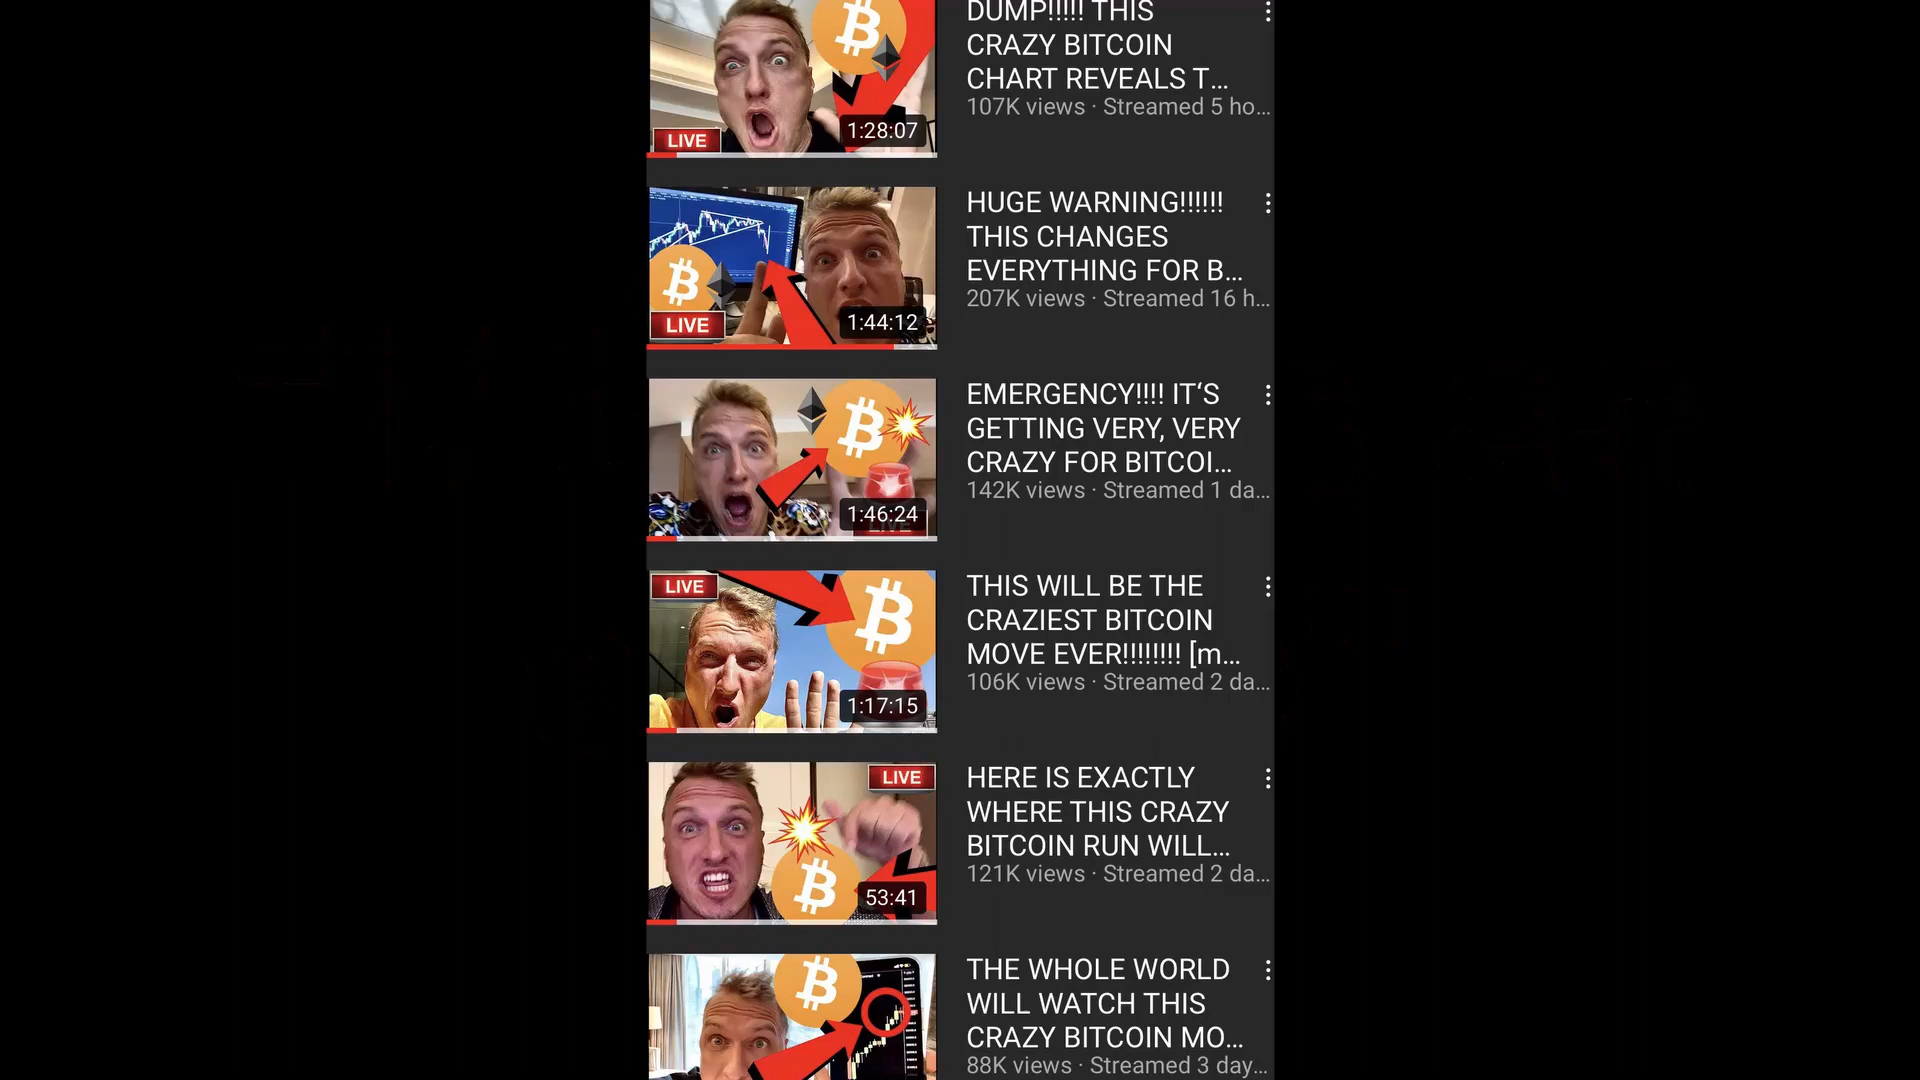 DUMP!!!!! THIS
CRAZY BITCOIN
CHART REVEALS T...
107K views · Streamed 5 ho...
LIVE
1:28:07
HUGE WARNING!!!!!!
THIS CHANGES
EVERYTHING FOR B...
207K views · Streamed 16 h...
LIVE
1:44:12
EMERGENCY!!!! IT‘S
GETTING VERY, VERY
CRAZY FOR BITCOI...
142K views · Streamed 1 da...
1:46:24
LIVE
LIVE
1:17:15
THIS WILL BE THE
CRAZIEST BITCOIN
MOVE EVER!!!!!!!! [m...
106K views · Streamed 2 da...
LIVE
53:41
HERE IS EXACTLY
WHERE THIS CRAZY
BITCOIN RUN WILL...
121K views · Streamed 2 da...
THE WHOLE WORLD
WILL WATCH THIS
CRAZY BITCOIN MO...
88K views · Streamed 3 day...